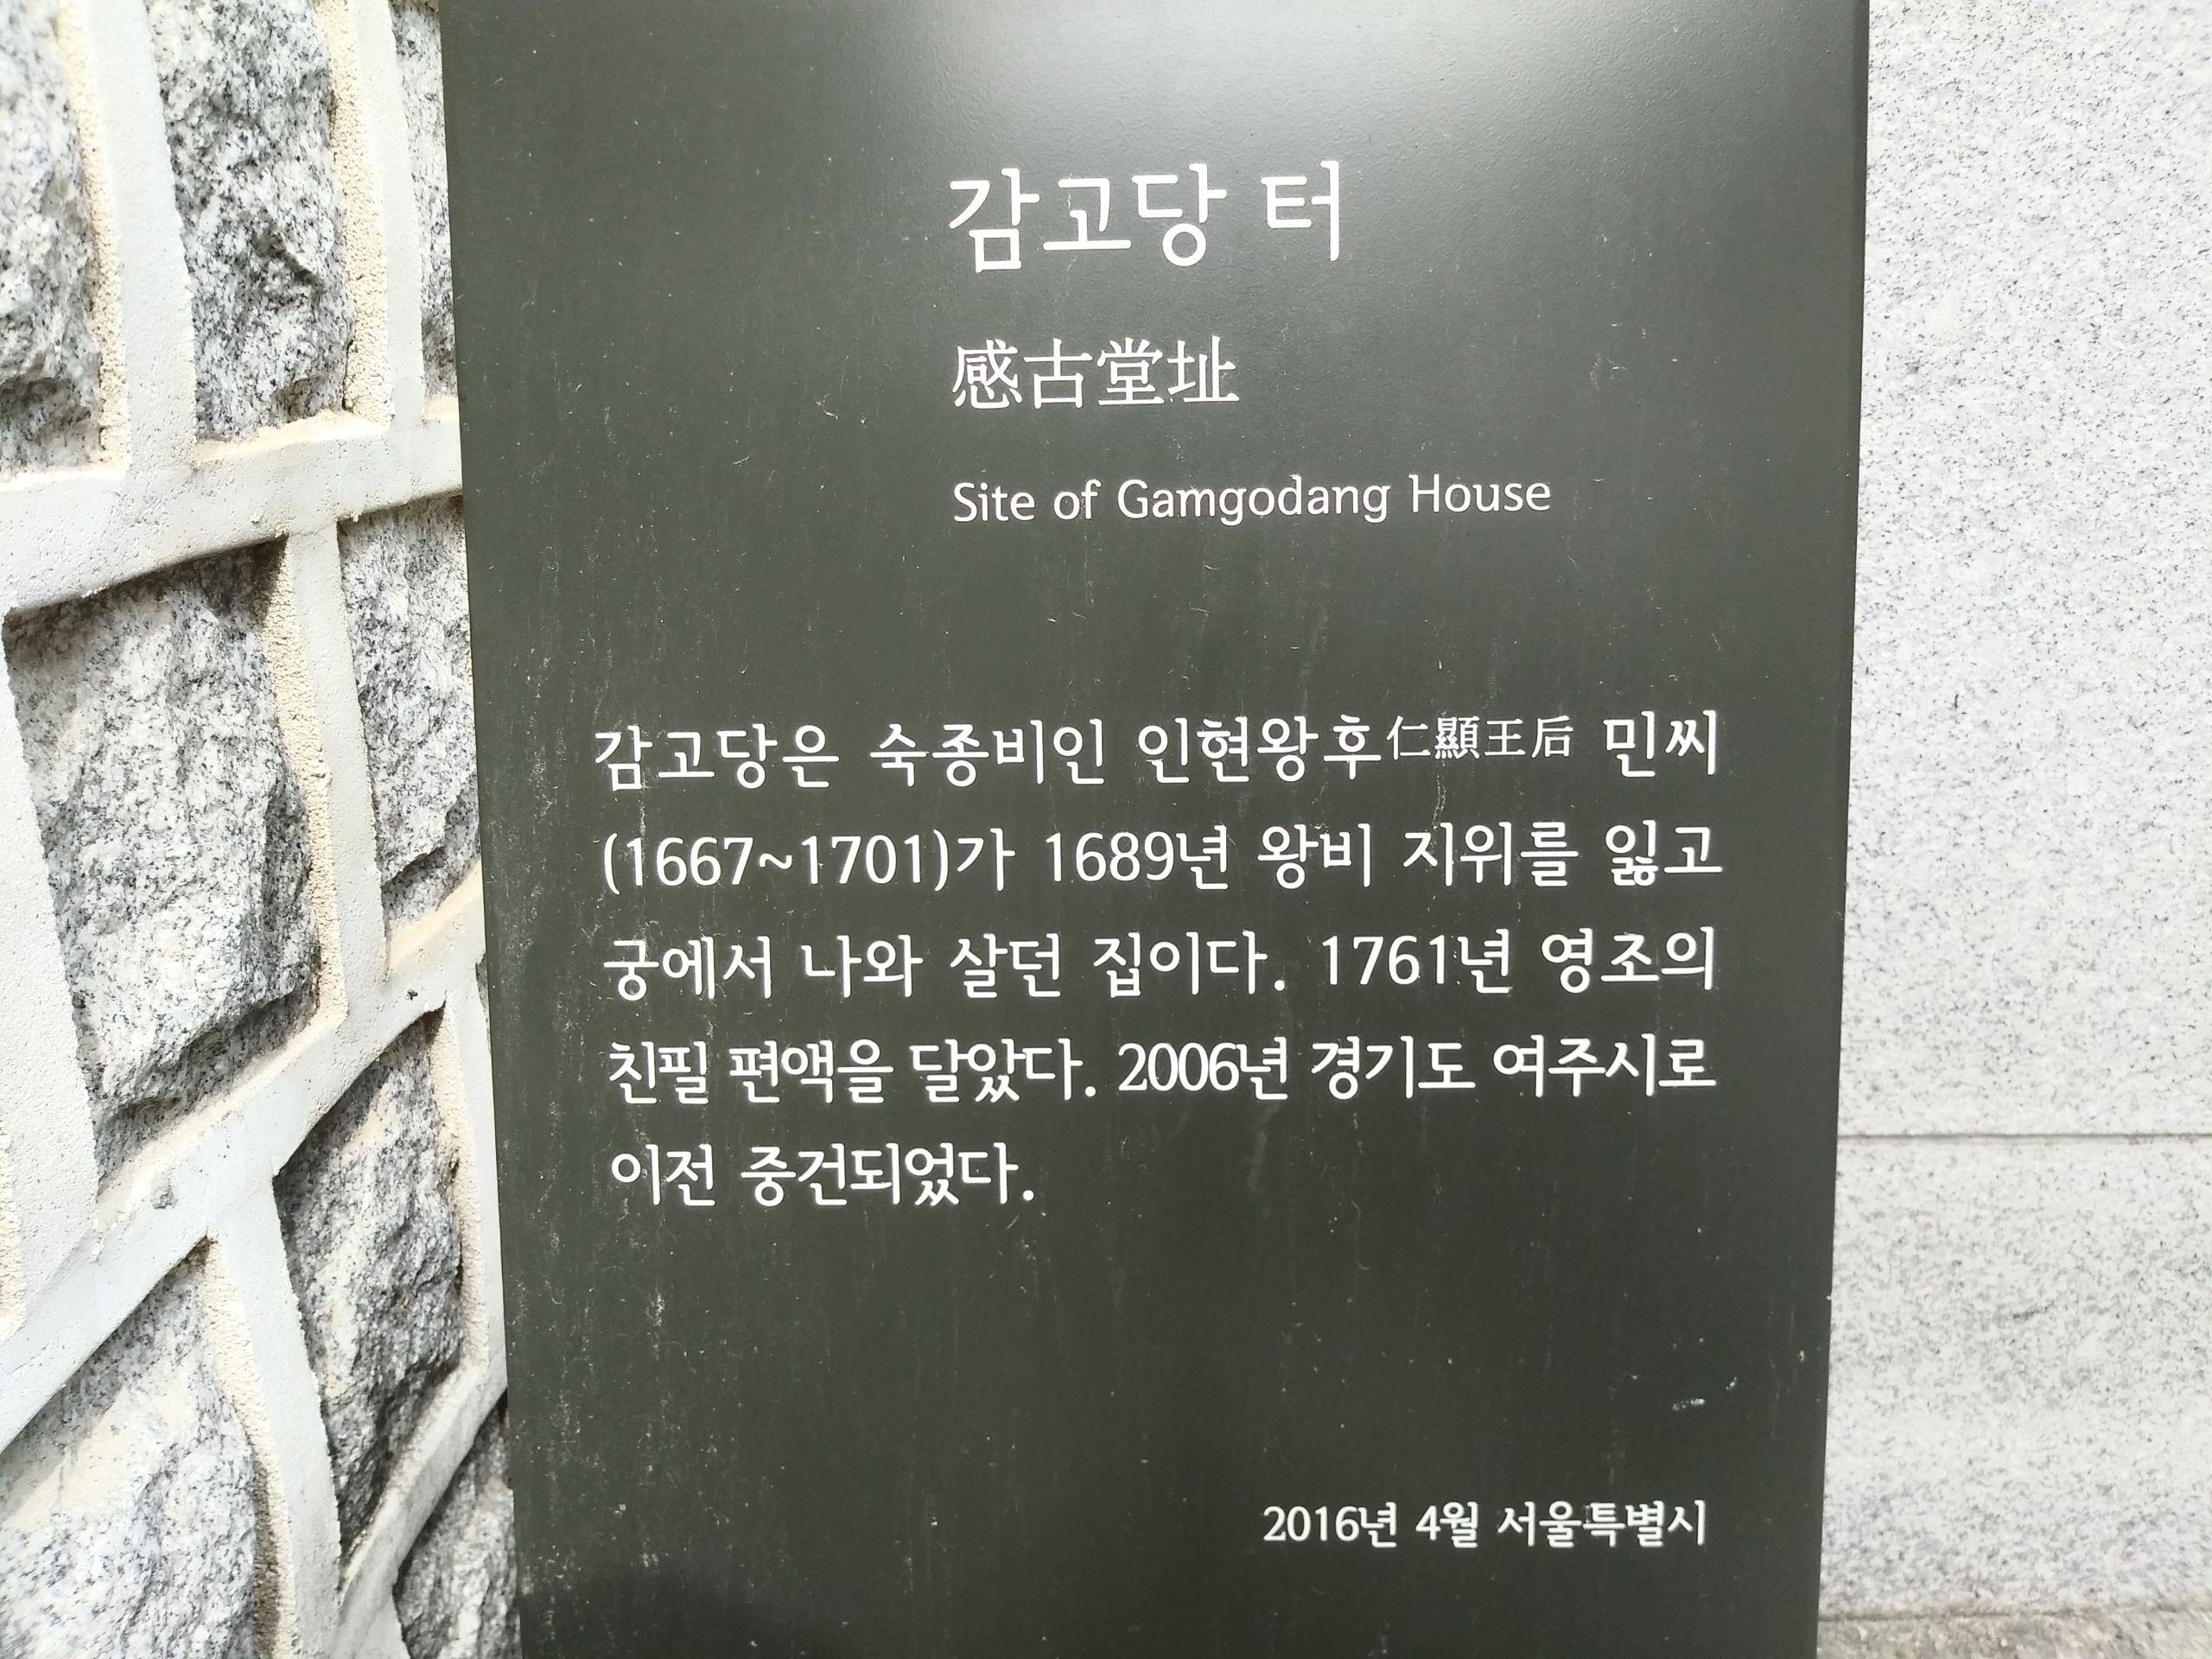 감고당 터
感古堂址
Site of Gamgodang House
감고당은 숙종비인 인현왕후仁顯王后 민씨
(1667~1701)가 1689년 왕비 지위를 잃고
궁에서 나와 살던 집이다. 1761년 영조의
친필 편액을 달았다. 2006년 경기도 여주시로
이전 중건되었다.
2016년 4월 서울특별시